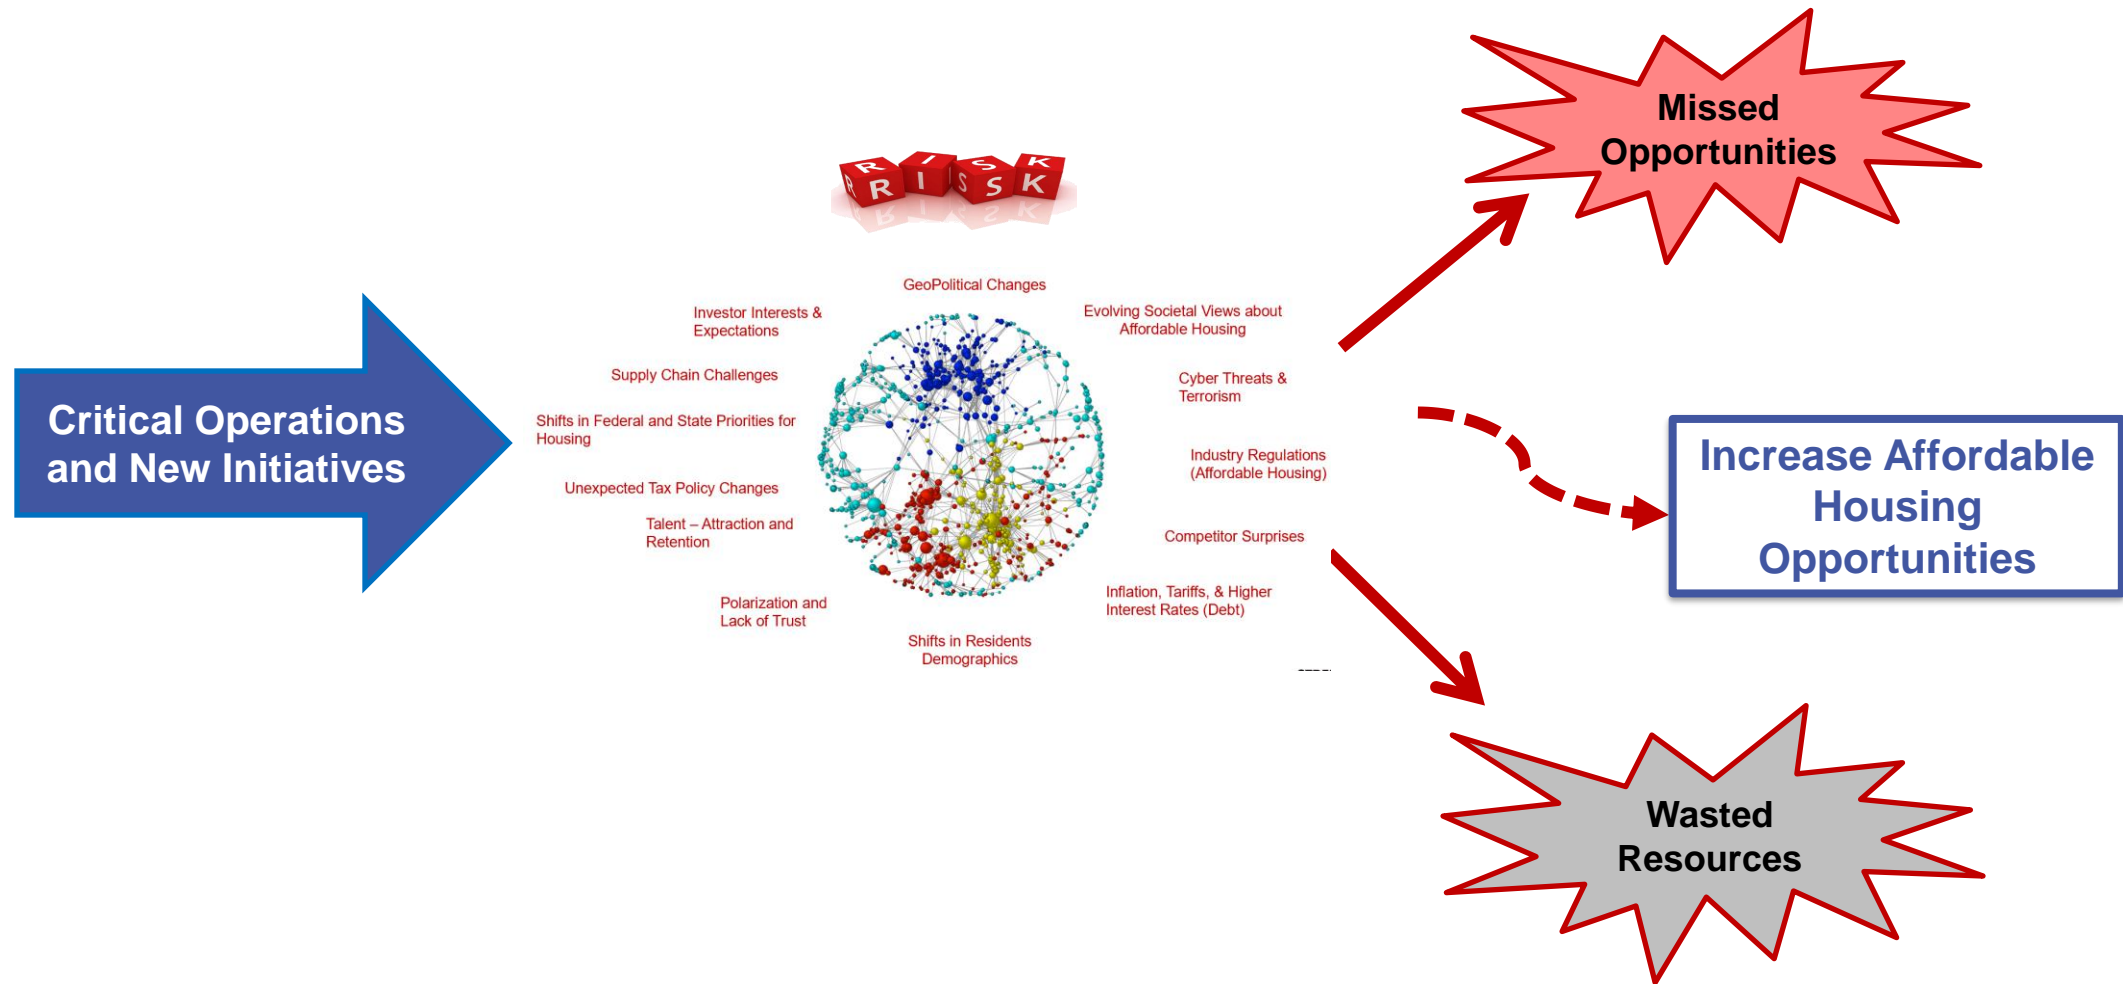 Critical Operations
and New Initiatives
R I S K
R R I I S S K
GeoPolitical Changes
Investor Interests &
Expectations
Supply Chain Challenges
Shifts in Federal and State Priorities for
Housing
Unexpected Tax Policy Changes
Talent – Attraction and
Retention
Polarization and
Lack of Trust
Shifts in Residents
Demographics
Evolving Societal Views about
Affordable Housing
Cyber Threats &
Terrorism
Industry Regulations
(Affordable Housing)
Competitor Surprises
Inflation, Tariffs, & Higher
Interest Rates (Debt)
Missed
Opportunities
Increase Affordable
Housing
Opportunities
Wasted
Resources